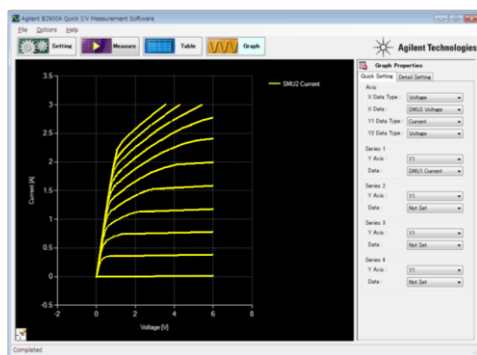 Agilent B2900A Quick I/V Measurement Software
File Options Help
Setting Measure Table Graph
Agilent Technologies
Graph Properties
Quick Setting Detail Setting
Axis
X Data Type : Voltage
X Data : SMU2 Voltage
Y1 Data Type : Current
Y2 Data Type : Voltage
Series 1
Y Axis : Y1
Data : SMU1 Current
Series 2
Y Axis : Y1
Data : Not Set
Series 3
Y Axis : Y1
Data : Not Set
Series 4
Y Axis : Y1
Data : Not Set
SMU2 Current
3.5
3
2.5
2
1.5
1
0.5
0
-0.5
-2 0 2 4 6 8
Current [A]
Voltage [V]
Completed